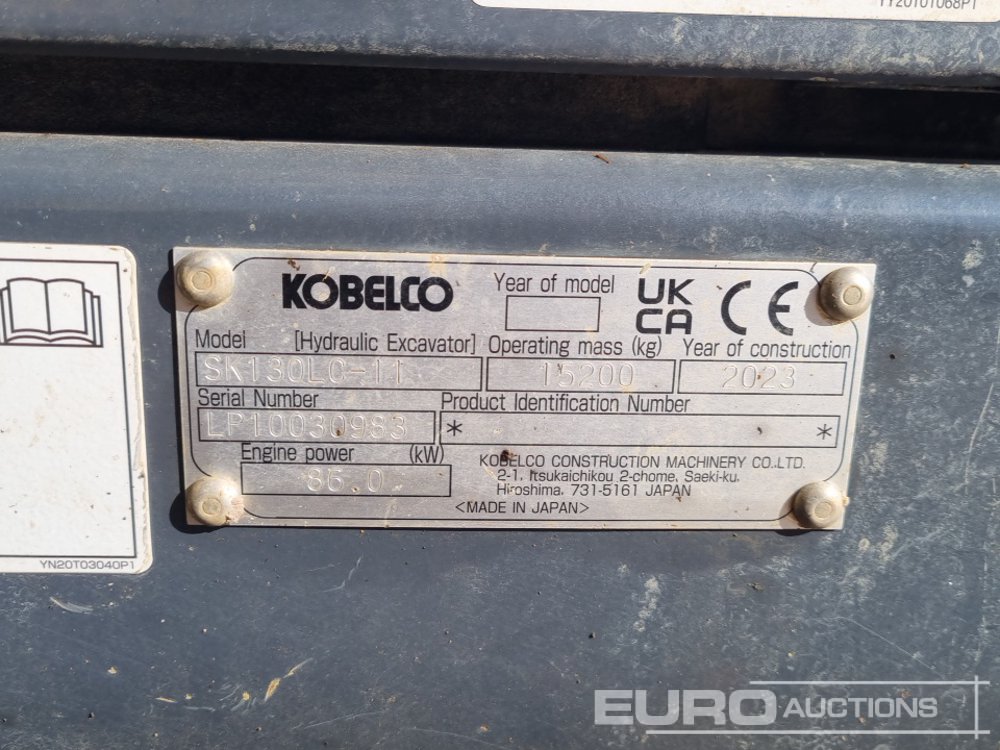 YY20T01068P1
KOBELCO
Year of model
UK
CA
CE
Model [Hydraulic Excavator] Operating mass (kg) Year of construction
SK130LC-11 15200 2023
Serial Number Product Identification Number
LP10030983 * *
Engine power (kW)
86.0
KOBELCO CONSTRUCTION MACHINERY CO.,LTD.
2-1, Itsukaichikou 2-chome, Saeki-ku,
Hiroshima. 731-5161 JAPAN
<MADE IN JAPAN>
YN20T03040P1
EURO AUCTIONS